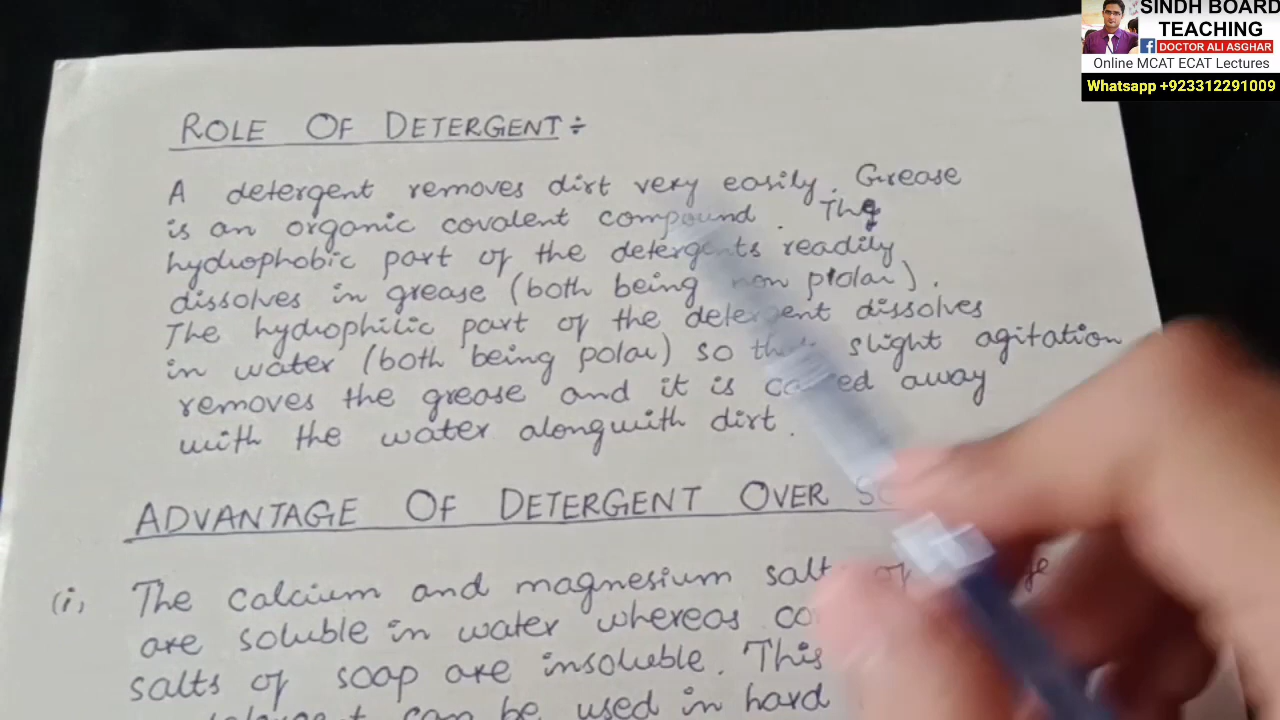 SINDH BOARD
TEACHING
DOCTOR ALI ASGHAR
Online MCAT ECAT Lectures
Whatsapp +923312291009
ROLE OF DETERGENT÷
A detergent removes dirt very easily. Grease
is an organic covalent compound. The
hydrophobic part of the detergents readily
dissolves in grease (both being non polar).
The hydrophilic part of the detergent dissolves
in water (both being polar) so that slight agitation
removes the grease and it is carried away
with the water alongwith dirt.
ADVANTAGE OF DETERGENT OVER
(i) The calcium and magnesium salts of
are soluble in water whereas
salts of soap are insoluble. This
can be used in hard